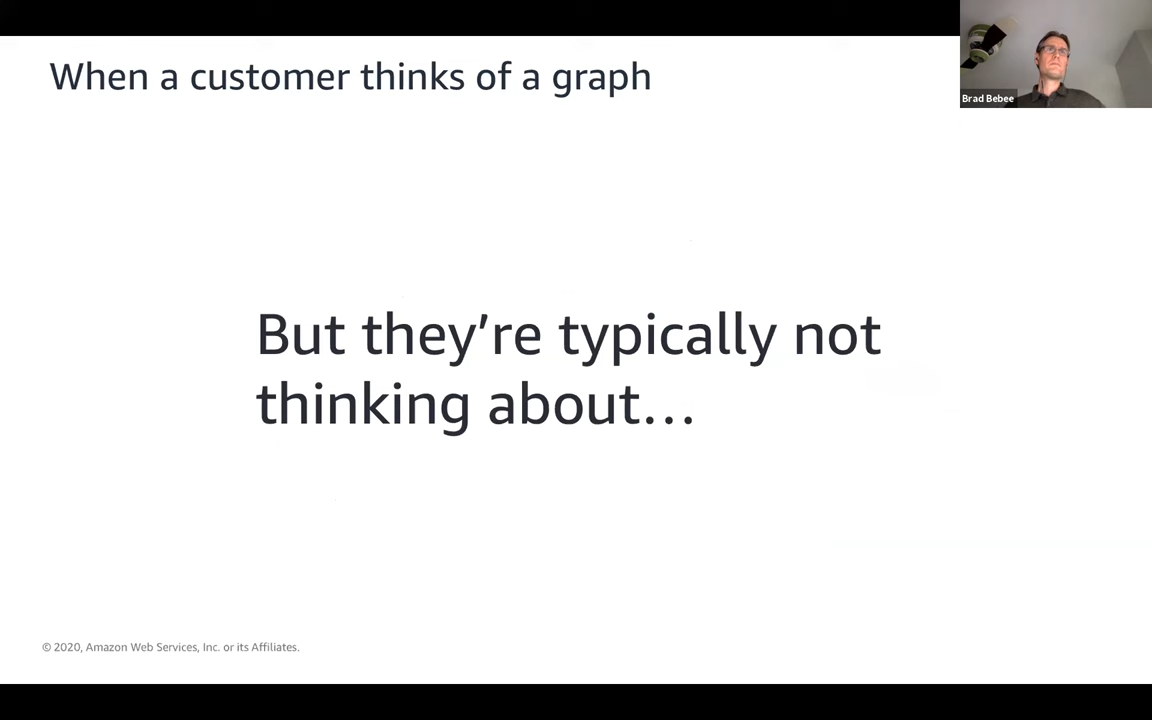 When a customer thinks of a graph
Brad Bebee
But they’re typically not
thinking about…
© 2020, Amazon Web Services, Inc. or its Affiliates.